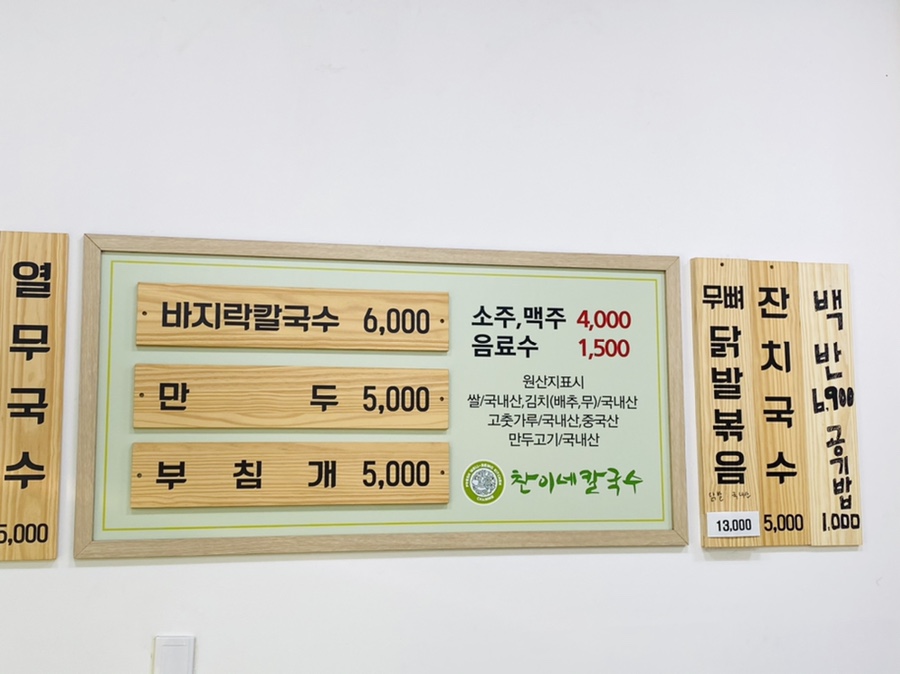 열무국수
5,000
바지락칼국수 6,000
만두 5,000
부침개 5,000
소주,맥주 4,000
음료수 1,500
원산지표시
쌀/국내산,김치(배추,무)/국내산
고춧가루/국내산,중국산
만두고기/국내산
찬이네칼국수
무뼈
닭발볶음
13,000
잔치국수
5,000
백반
6.900
공기밥
1.000